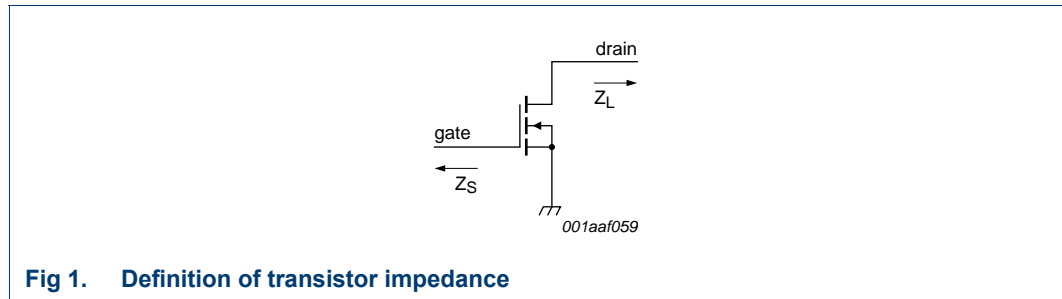 drain
Z_L
gate
Z_S
001aaf059
Fig 1. Definition of transistor impedance